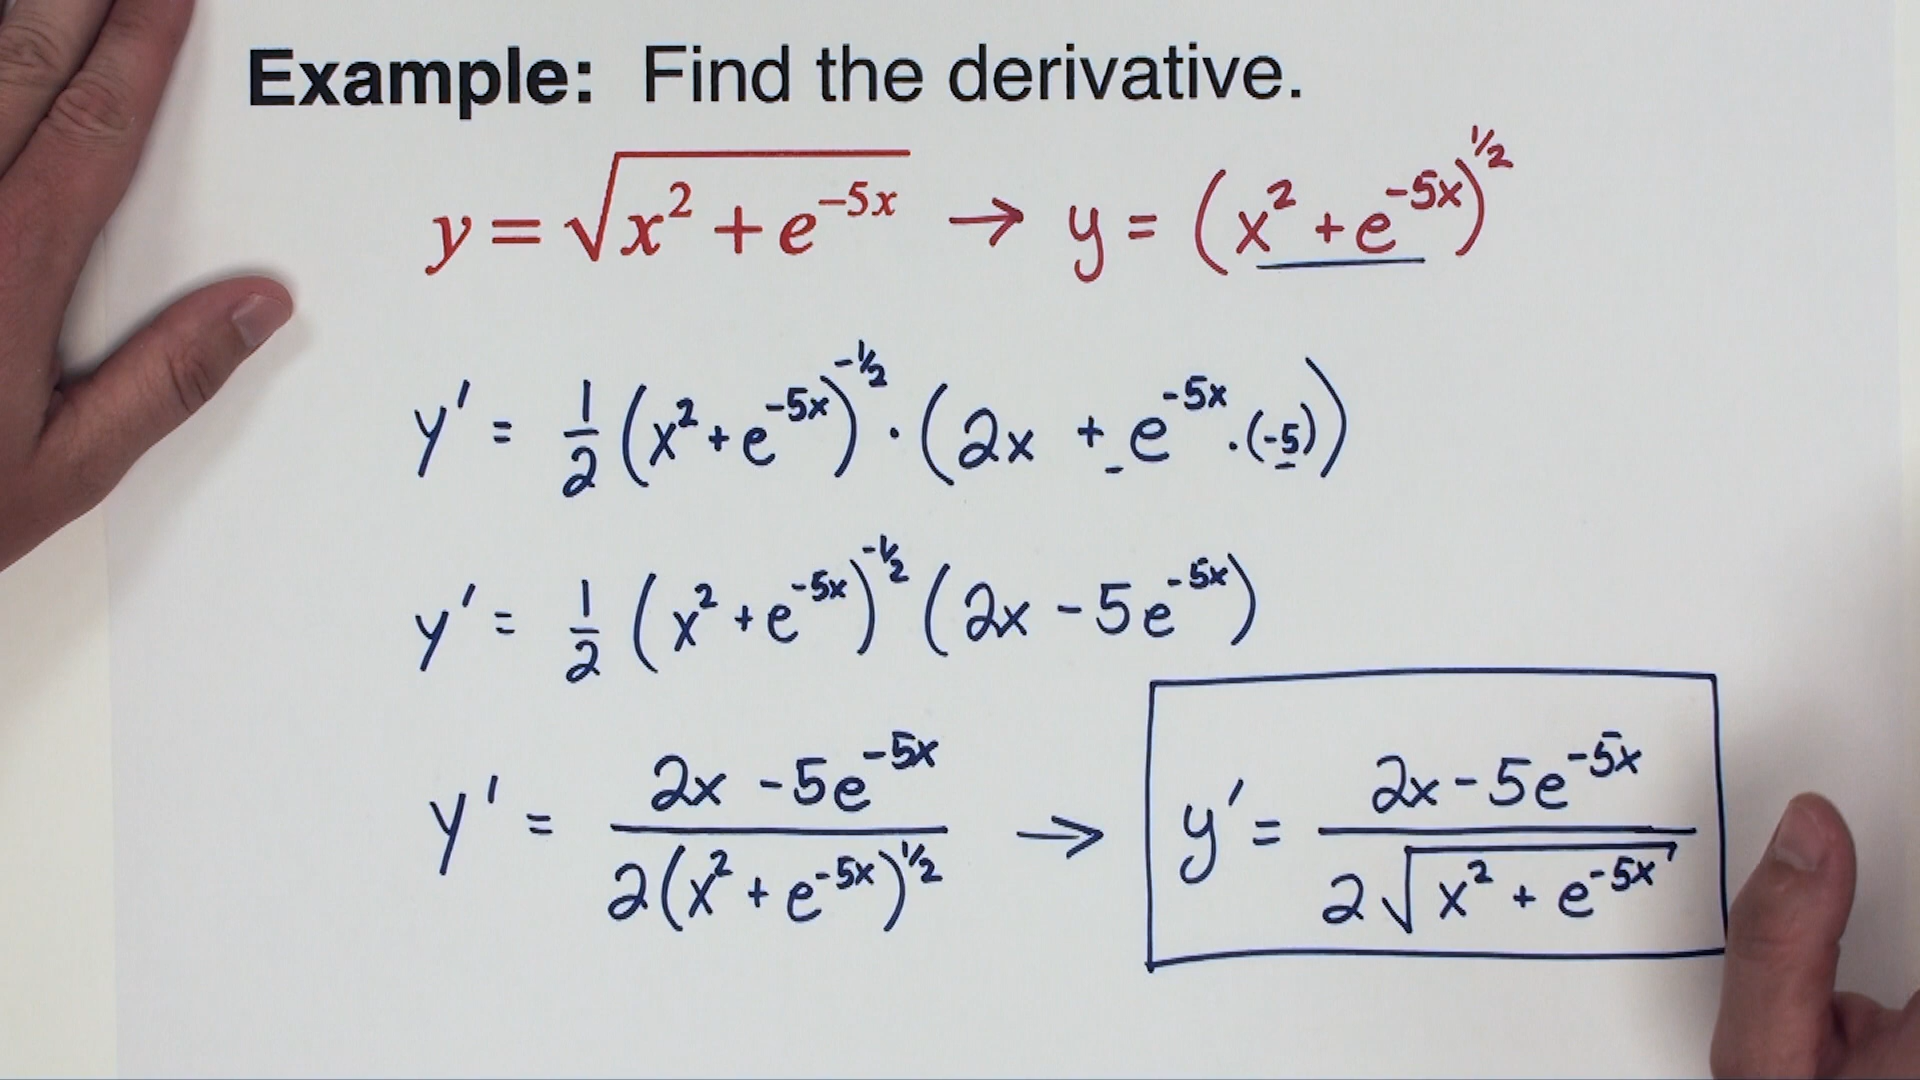 Example: Find the derivative.
y = √(x² + e⁻⁵ˣ) → y = (x² + e⁻⁵ˣ)^½
y' = 1/2 (x² + e⁻⁵ˣ)^-½ · (2x + e⁻⁵ˣ · (-5))
y' = 1/2 (x² + e⁻⁵ˣ)^-½ (2x - 5e⁻⁵ˣ)
y' = (2x - 5e⁻⁵ˣ) / (2(x² + e⁻⁵ˣ)^½) → y' = (2x - 5e⁻⁵ˣ) / (2√(x² + e⁻⁵ˣ))